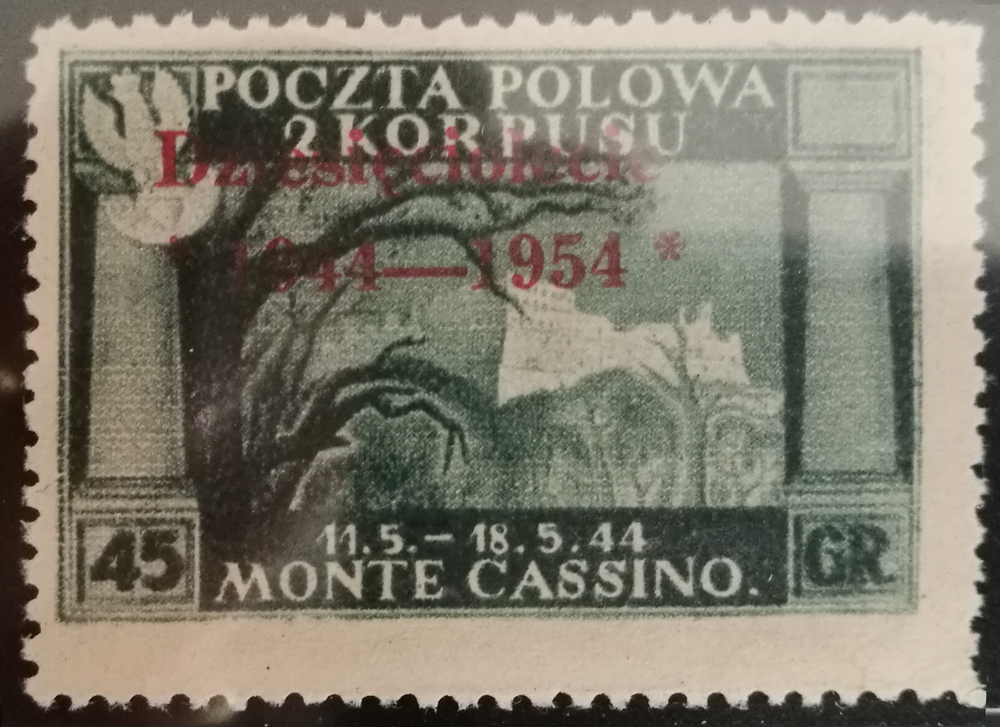 POCZTA POLOWA
2 KORPUSU
Dziesięciolecie
* 1944—1954 *
11.5.– 18.5.44
45 MONTE CASSINO. GR.